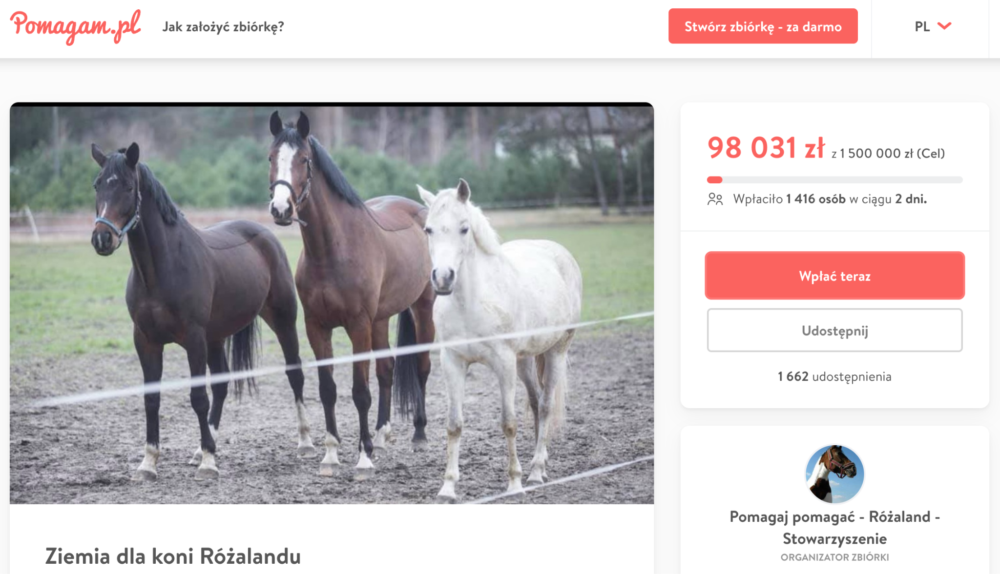 Pomagam.pl
Jak założyć zbiórkę?
Stwórz zbiórkę - za darmo
PL
98 031 zł z 1 500 000 zł (Cel)
Wpłaciło 1 416 osób w ciągu 2 dni.
Wpłać teraz
Udostępnij
1 662 udostępnienia
Pomagaj pomagać - Różaland -
Stowarzyszenie
ORGANIZATOR ZBIÓRKI
Ziemia dla koni Różalandu